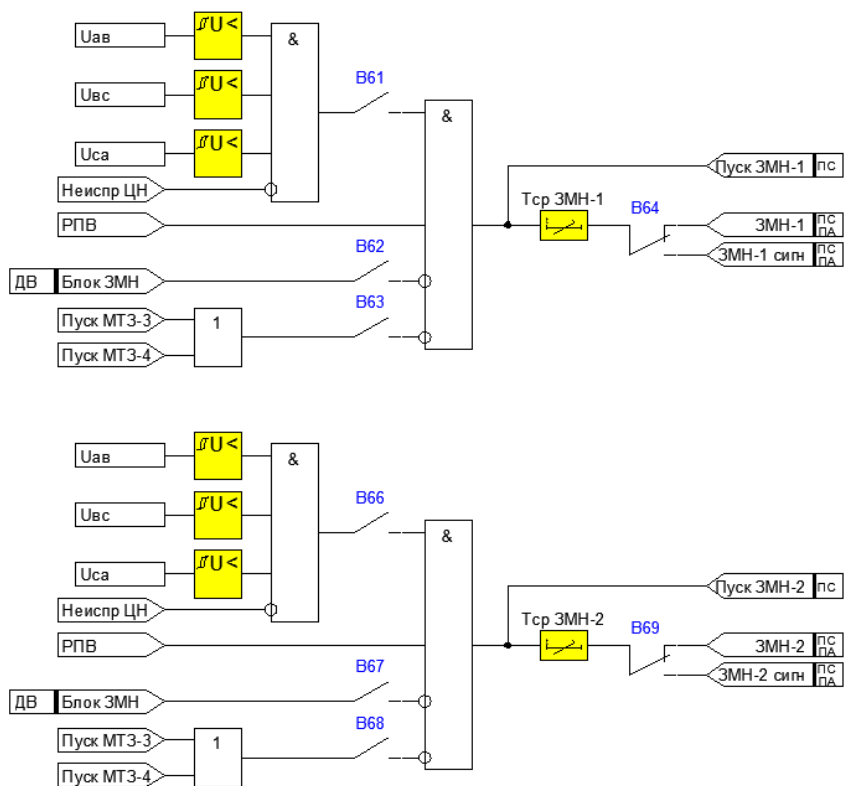 Uав
U<
&
B61
Uвс
U<
&
Uса
U<
Неиспр ЦН
Пуск ЗМН-1
ПС
Тср ЗМН-1
B64
РПВ
ЗМН-1
ПС
ПА
B62
ЗМН-1 сигн
ПС
ПА
ДВ
Блок ЗМН
B63
Пуск МТЗ-3
1
Пуск МТЗ-4
Uав
U<
&
B66
Uвс
U<
&
Uса
U<
Неиспр ЦН
Пуск ЗМН-2
ПС
Тср ЗМН-2
B69
РПВ
ЗМН-2
ПС
ПА
B67
ЗМН-2 сигн
ПС
ПА
ДВ
Блок ЗМН
B68
Пуск МТЗ-3
1
Пуск МТЗ-4